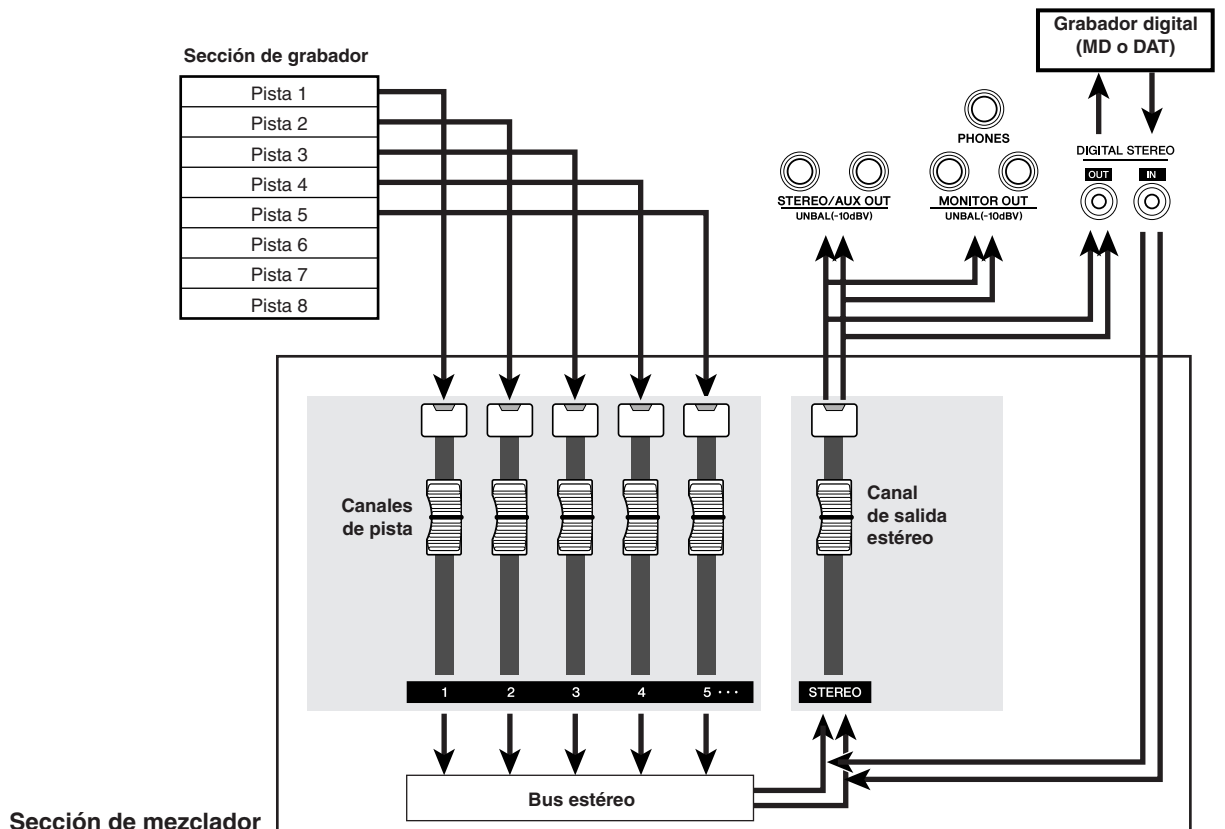 Grabador digital
(MD o DAT)
Sección de grabador
Pista 1
Pista 2
Pista 3
Pista 4
Pista 5
Pista 6
Pista 7
Pista 8
PHONES
STEREO/AUX OUT
UNBAL(-10dBV)
MONITOR OUT
UNBAL(-10dBV)
DIGITAL STEREO
OUT
IN
Canales
de pista
Canal
de salida
estéreo
1 2 3 4 5 ···
STEREO
Bus estéreo
Sección de mezclador